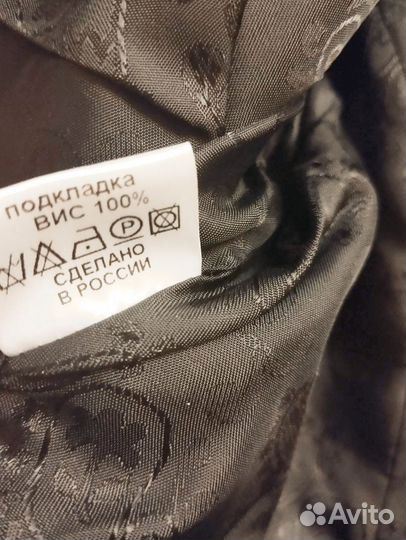 ПОДКЛАДКА
ВИС 100%
P
СДЕЛАНО
В РОССИИ
Avito